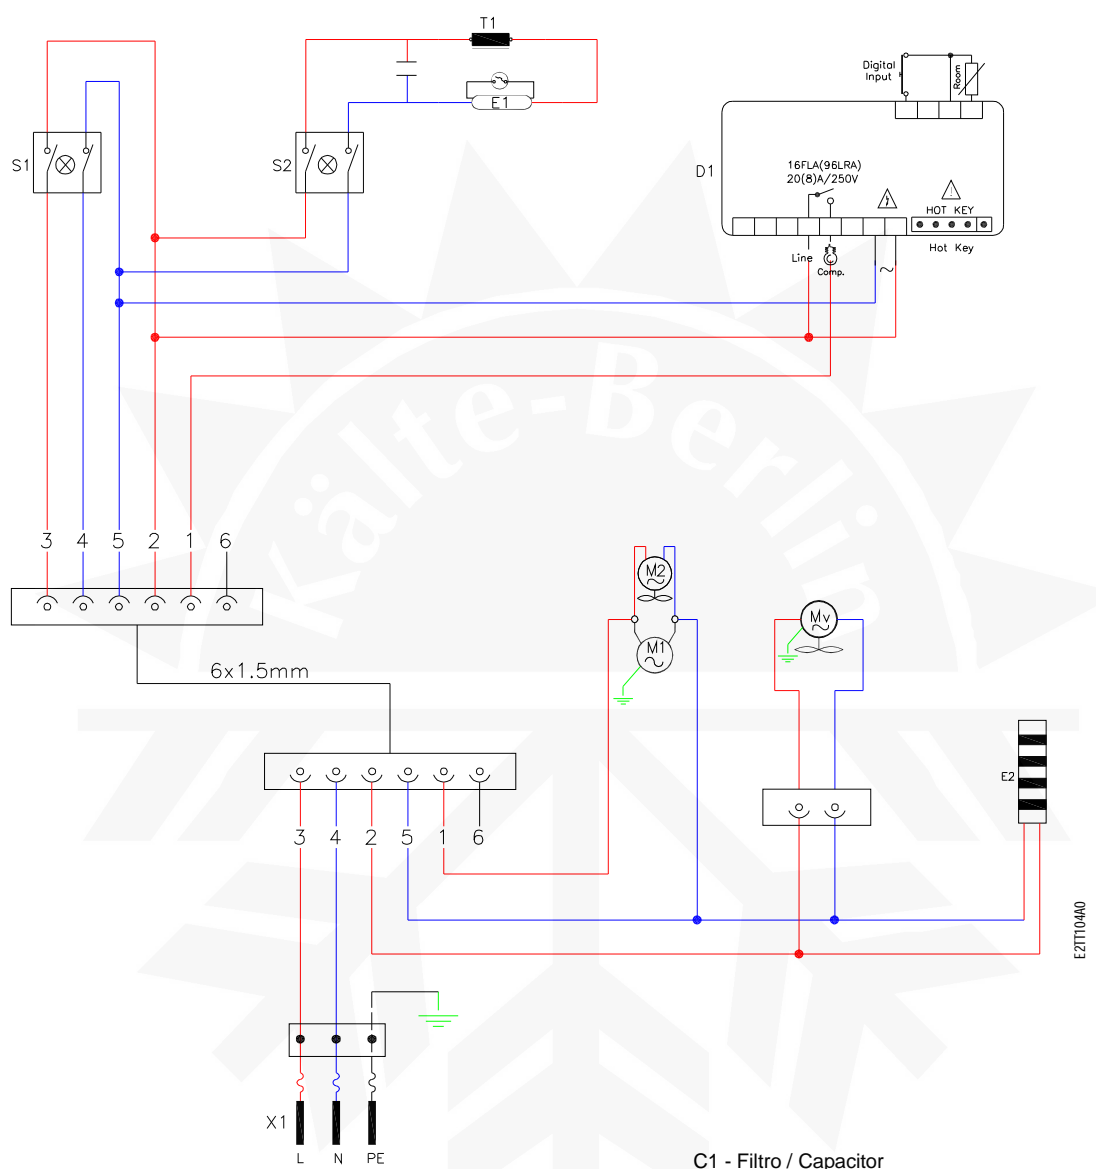 T1
E1
S1
S2
Digital
Input
Room
D1
16FLA(96LRA)
20(8)A/250V
HOT KEY
Hot Key
Line
Comp.
~
Kälte-Berlin
3 4 5 2 1 6
6x1.5mm
M2
M1
Mv
E2
3 4 2 5 1 6
E2TT104A0
X1
L N PE
C1 - Filtro / Capacitor